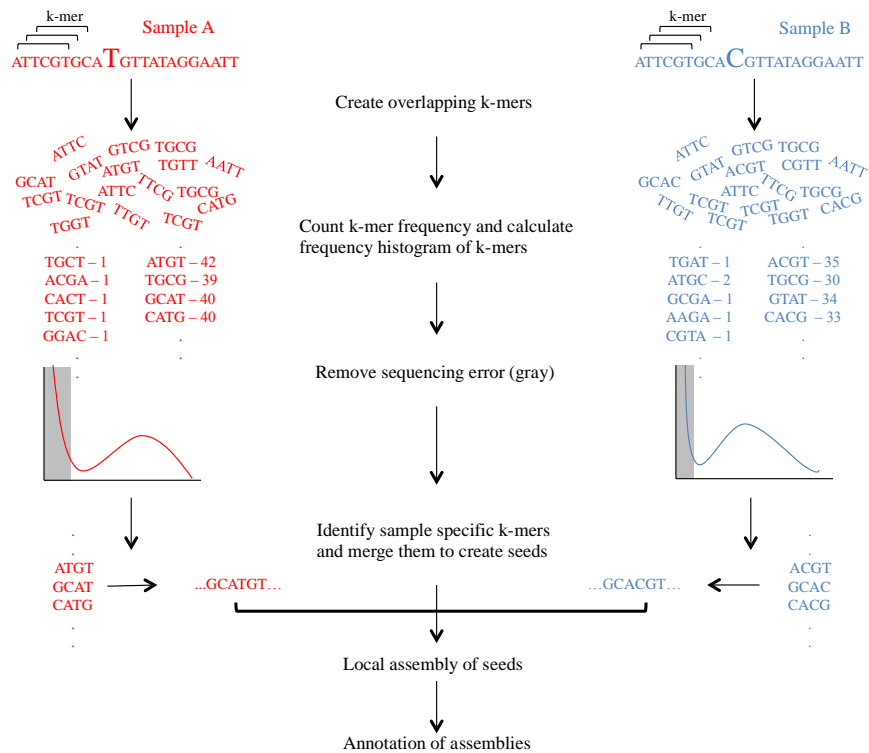 k-mer
Sample A
ATTCGTGCATGTTATAGGAATT
k-mer
Sample B
ATTCGTGCACGTTATAGGAATT
Create overlapping k-mers
ATTC
GTCG
TGCG
GTAT
ATGT
TGTT
AATT
GCAT
ATTC
TTCG
TGCG
TCGT
TCGT
CATG
TTGT
TCGT
TGGT
ATTC
GTCG
TGCG
GTAT
ACGT
CGTT
AATT
GCAC
ATTC
TTCG
TGCG
TCGT
TCGT
CACG
TTGT
TCGT
TGGT
Count k-mer frequency and calculate
frequency histogram of k-mers
.
.
TGCT – 1
ACGA – 1
CACT – 1
TCGT – 1
GGAC – 1
.
.
ATGT – 42
TGCG – 39
GCAT – 40
CATG – 40
.
.
.
.
TGAT – 1
ATGC – 2
GCGA – 1
AAGA – 1
CGTA – 1
.
.
ACGT – 35
TGCG – 30
GTAT – 34
CACG – 33
.
.
Remove sequencing error (gray)
Identify sample specific k-mers
and merge them to create seeds
.
.
ATGT
GCAT
CATG
.
.
...GCATGT…
…GCACGT…
.
.
ACGT
GCAC
CACG
.
.
Local assembly of seeds
Annotation of assemblies